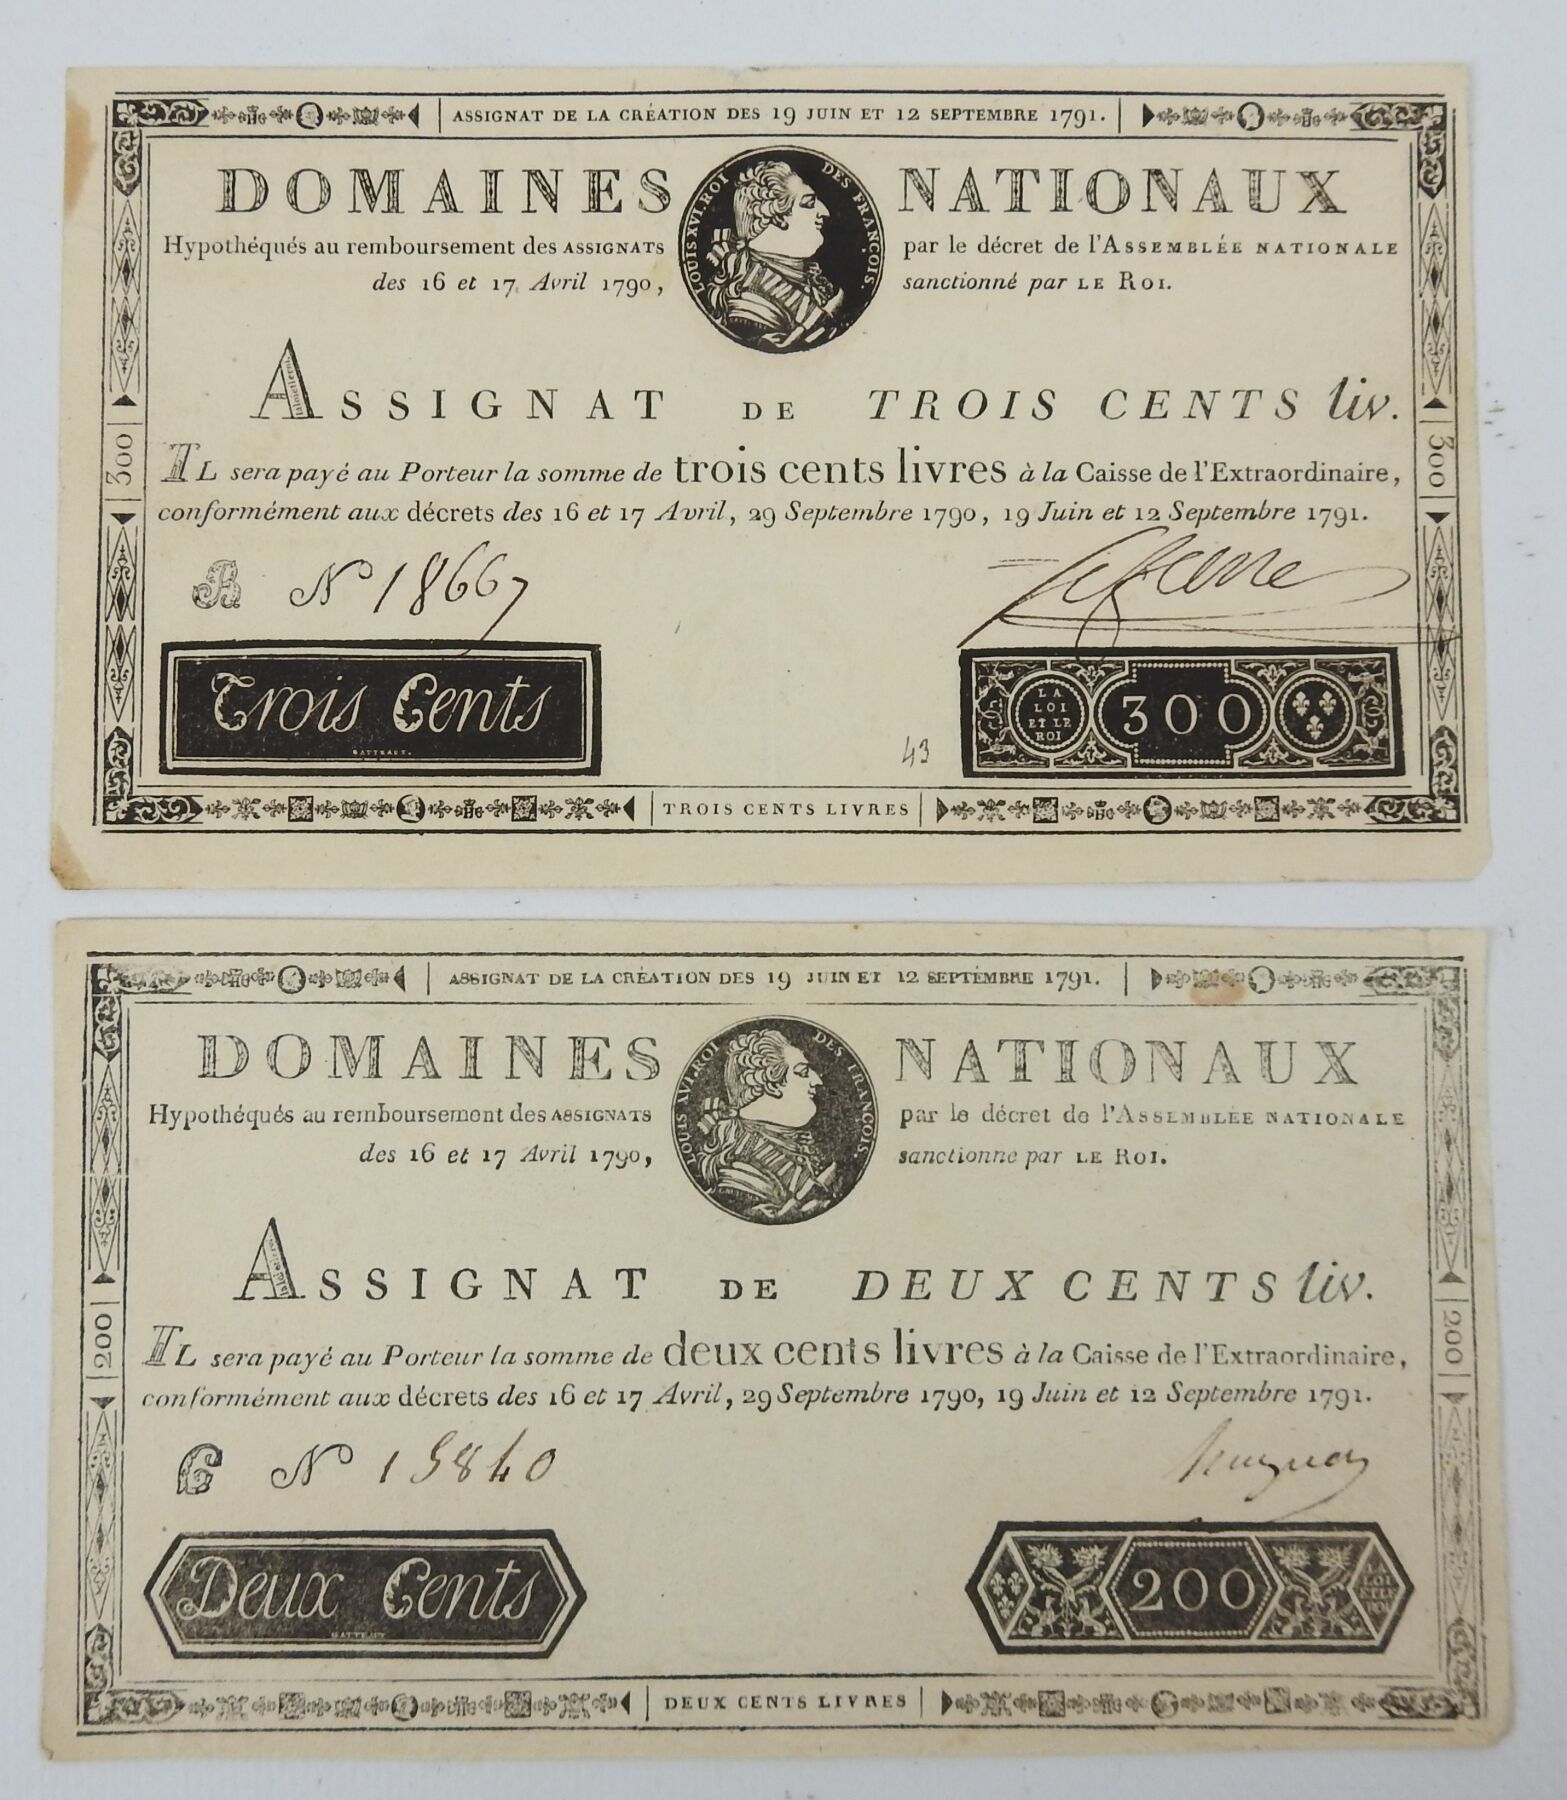 ASSIGNAT DE LA CRÉATION DES 19 JUIN ET 12 SEPTEMBRE 1791.
DOMAINES NATIONAUX
LOUIS XVI. ROI DES FRANÇOIS.
Hypothéqués au remboursement des ASSIGNATS par le décret de l'ASSEMBLÉE NATIONALE
des 16 et 17 Avril 1790, sanctionné par LE ROI.
ASSIGNAT DE TROIS CENTS liv.
IL sera payé au Porteur la somme de trois cents livres à la Caisse de l'Extraordinaire,
conformément aux décrets des 16 et 17 Avril, 29 Septembre 1790, 19 Juin et 12 Septembre 1791.
300
300
B N 18667
Trois Cents
GATTEAUX.
43
LA
LOI
ET LE
ROI
300
TROIS CENTS LIVRES
ASSIGNAT DE LA CRÉATION DES 19 JUIN ET 12 SEPTEMBRE 1791.
DOMAINES NATIONAUX
LOUIS XVI. ROI DES FRANÇOIS.
Hypothéqués au remboursement des ASSIGNATS par le décret de l'ASSEMBLÉE NATIONALE
des 16 et 17 Avril 1790, sanctionné par LE ROI.
ASSIGNAT DE DEUX CENTS liv.
IL sera payé au Porteur la somme de deux cents livres à la Caisse de l'Extraordinaire,
conformément aux décrets des 16 et 17 Avril, 29 Septembre 1790, 19 Juin et 12 Septembre 1791.
200
200
C N 15840
Deux Cents
GATTEAUX
200
DEUX CENTS LIVRES